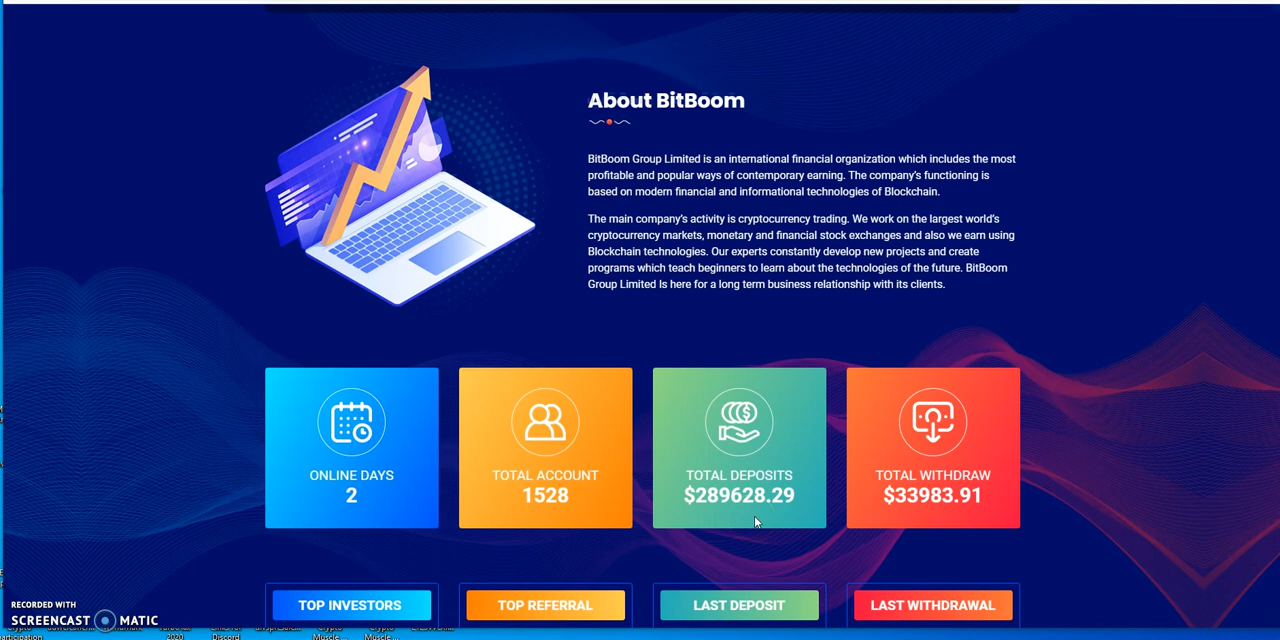 About BitBoom
BitBoom Group Limited is an international financial organization which includes the most
profitable and popular ways of contemporary earning. The company's functioning is
based on modern financial and informational technologies of Blockchain.
The main company's activity is cryptocurrency trading. We work on the largest world's
cryptocurrency markets, monetary and financial stock exchanges and also we earn using
Blockchain technologies. Our experts constantly develop new projects and create
programs which teach beginners to learn about the technologies of the future. BitBoom
Group Limited Is here for a long term business relationship with its clients.
ONLINE DAYS
2
TOTAL ACCOUNT
1528
TOTAL DEPOSITS
$289628.29
TOTAL WITHDRAW
$33983.91
TOP INVESTORS
TOP REFERRAL
LAST DEPOSIT
LAST WITHDRAWAL
RECORDED WITH
SCREENCAST MATIC